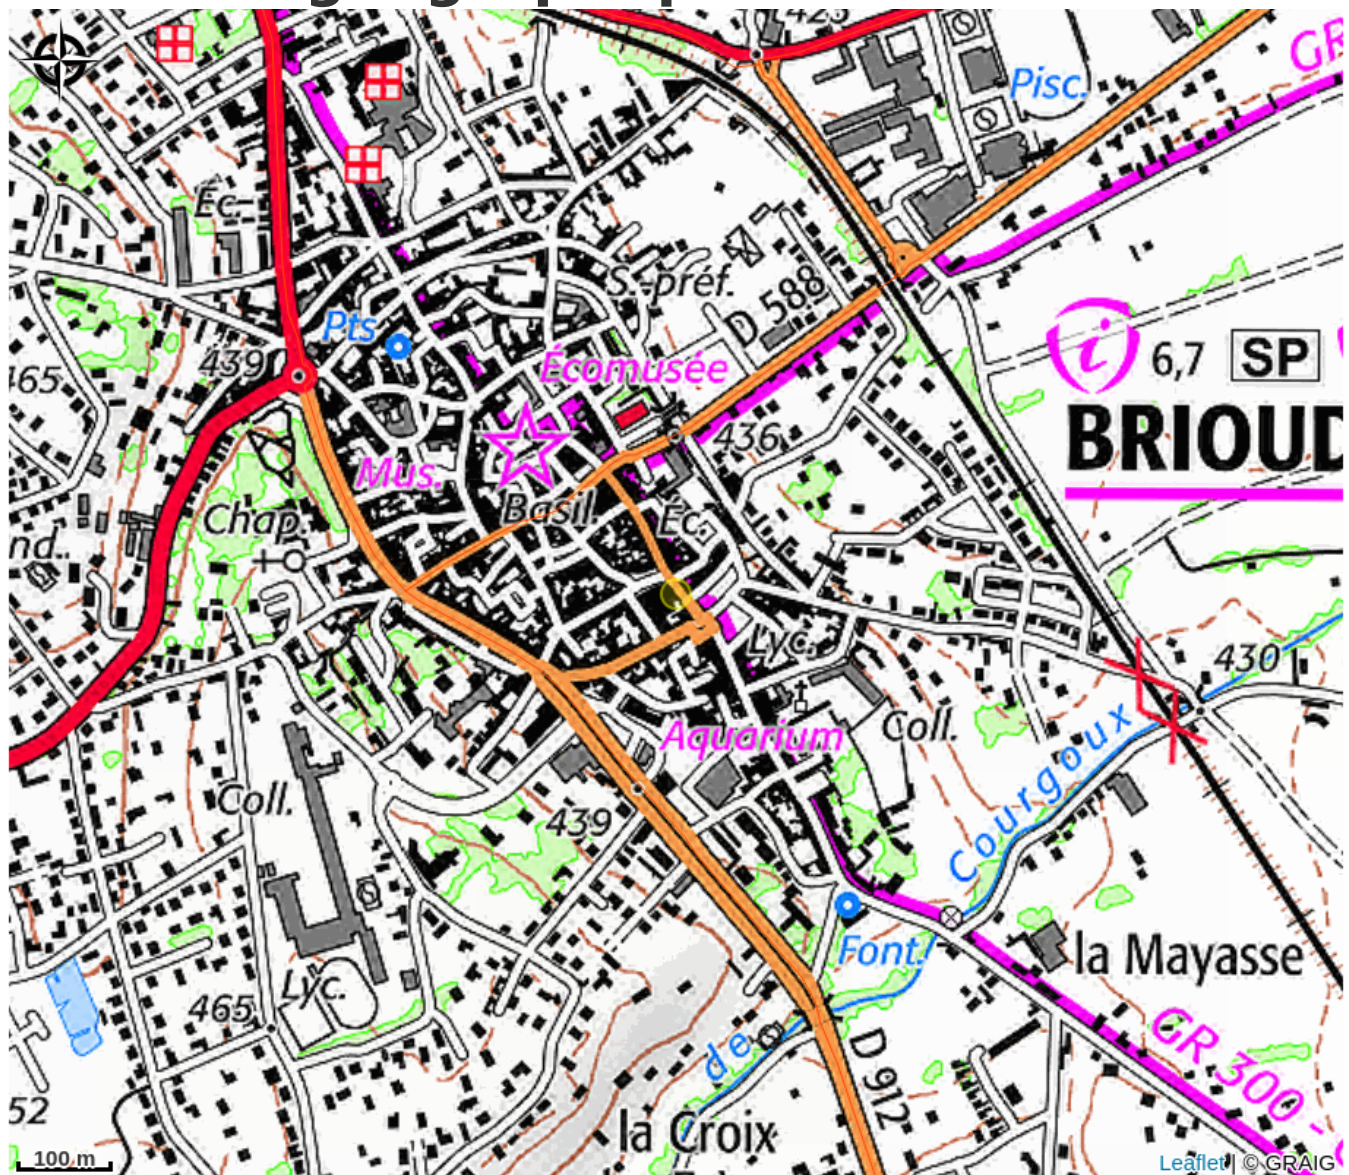 423
GR
Pisc.
Éc.
S.-préf.
D 588
Pts
439
6,7 SP
465
Écomusée
BRIOUD
436
Mus.
Basil.
Éc.
Chap.
nd.
Lyc.
430
Aquarium
Coll.
Coll.
439
Courgoux
Font.
la Mayasse
Lyc.
465
GR 300 -
de
D 912
52
la Croix
100 m
Leaflet | © GRAIG